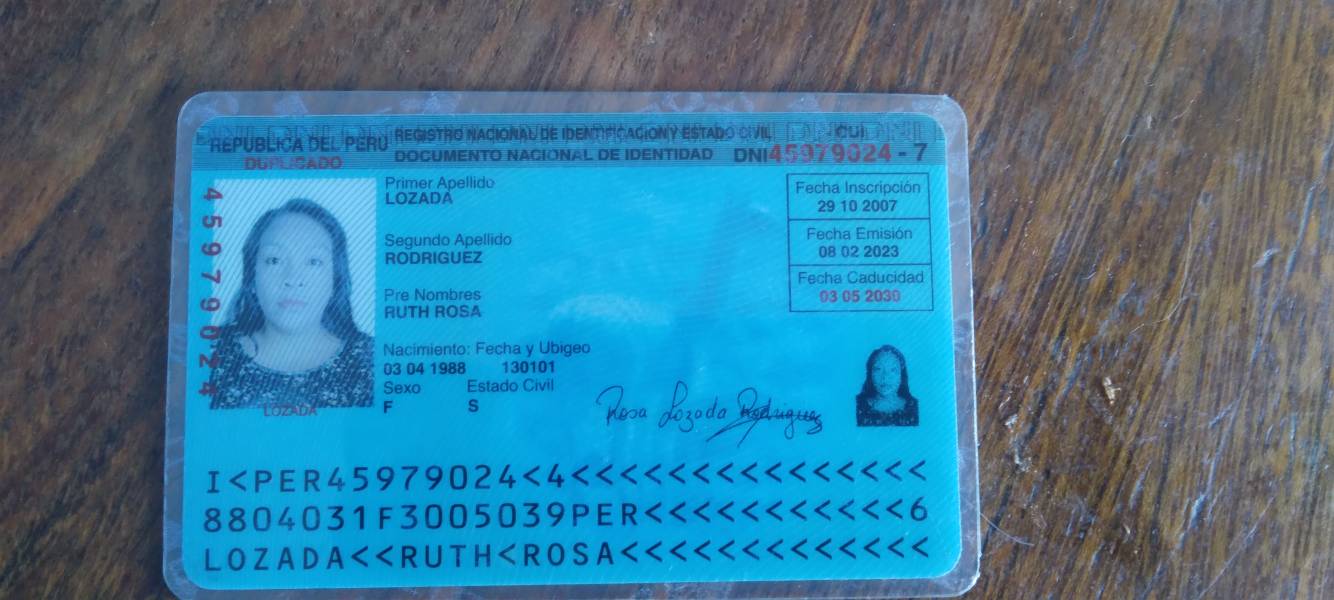 REPUBLICA DEL PERU
DUPLICADO
REGISTRO NACIONAL DE IDENTIFICACION Y ESTADO CIVIL
DOCUMENTO NACIONAL DE IDENTIDAD
CUI
DNI 45979024 - 7
45979024
Primer Apellido
LOZADA
Segundo Apellido
RODRIGUEZ
Pre Nombres
RUTH ROSA
Nacimiento: Fecha y Ubigeo
03 04 1988 130101
Sexo Estado Civil
F S
Fecha Inscripción
29 10 2007
Fecha Emisión
08 02 2023
Fecha Caducidad
03 05 2030
LOZADA
Rosa Lozada Rodriguez
I<PER45979024<4<<<<<<<<<<<<<<<
8804031F3005039PER<<<<<<<<<<<6
LOZADA<<RUTH<ROSA<<<<<<<<<<<<<